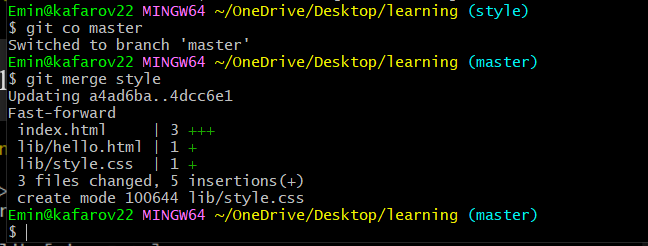 Emin@kafarov22 MINGW64 ~/OneDrive/Desktop/learning (style)
$ git co master
Switched to branch 'master'
Emin@kafarov22 MINGW64 ~/OneDrive/Desktop/learning (master)
$ git merge style
Updating a4ad6ba..4dcc6e1
Fast-forward
 index.html     | 3 +++
 lib/hello.html | 1 +
 lib/style.css  | 1 +
 3 files changed, 5 insertions(+)
 create mode 100644 lib/style.css
Emin@kafarov22 MINGW64 ~/OneDrive/Desktop/learning (master)
$